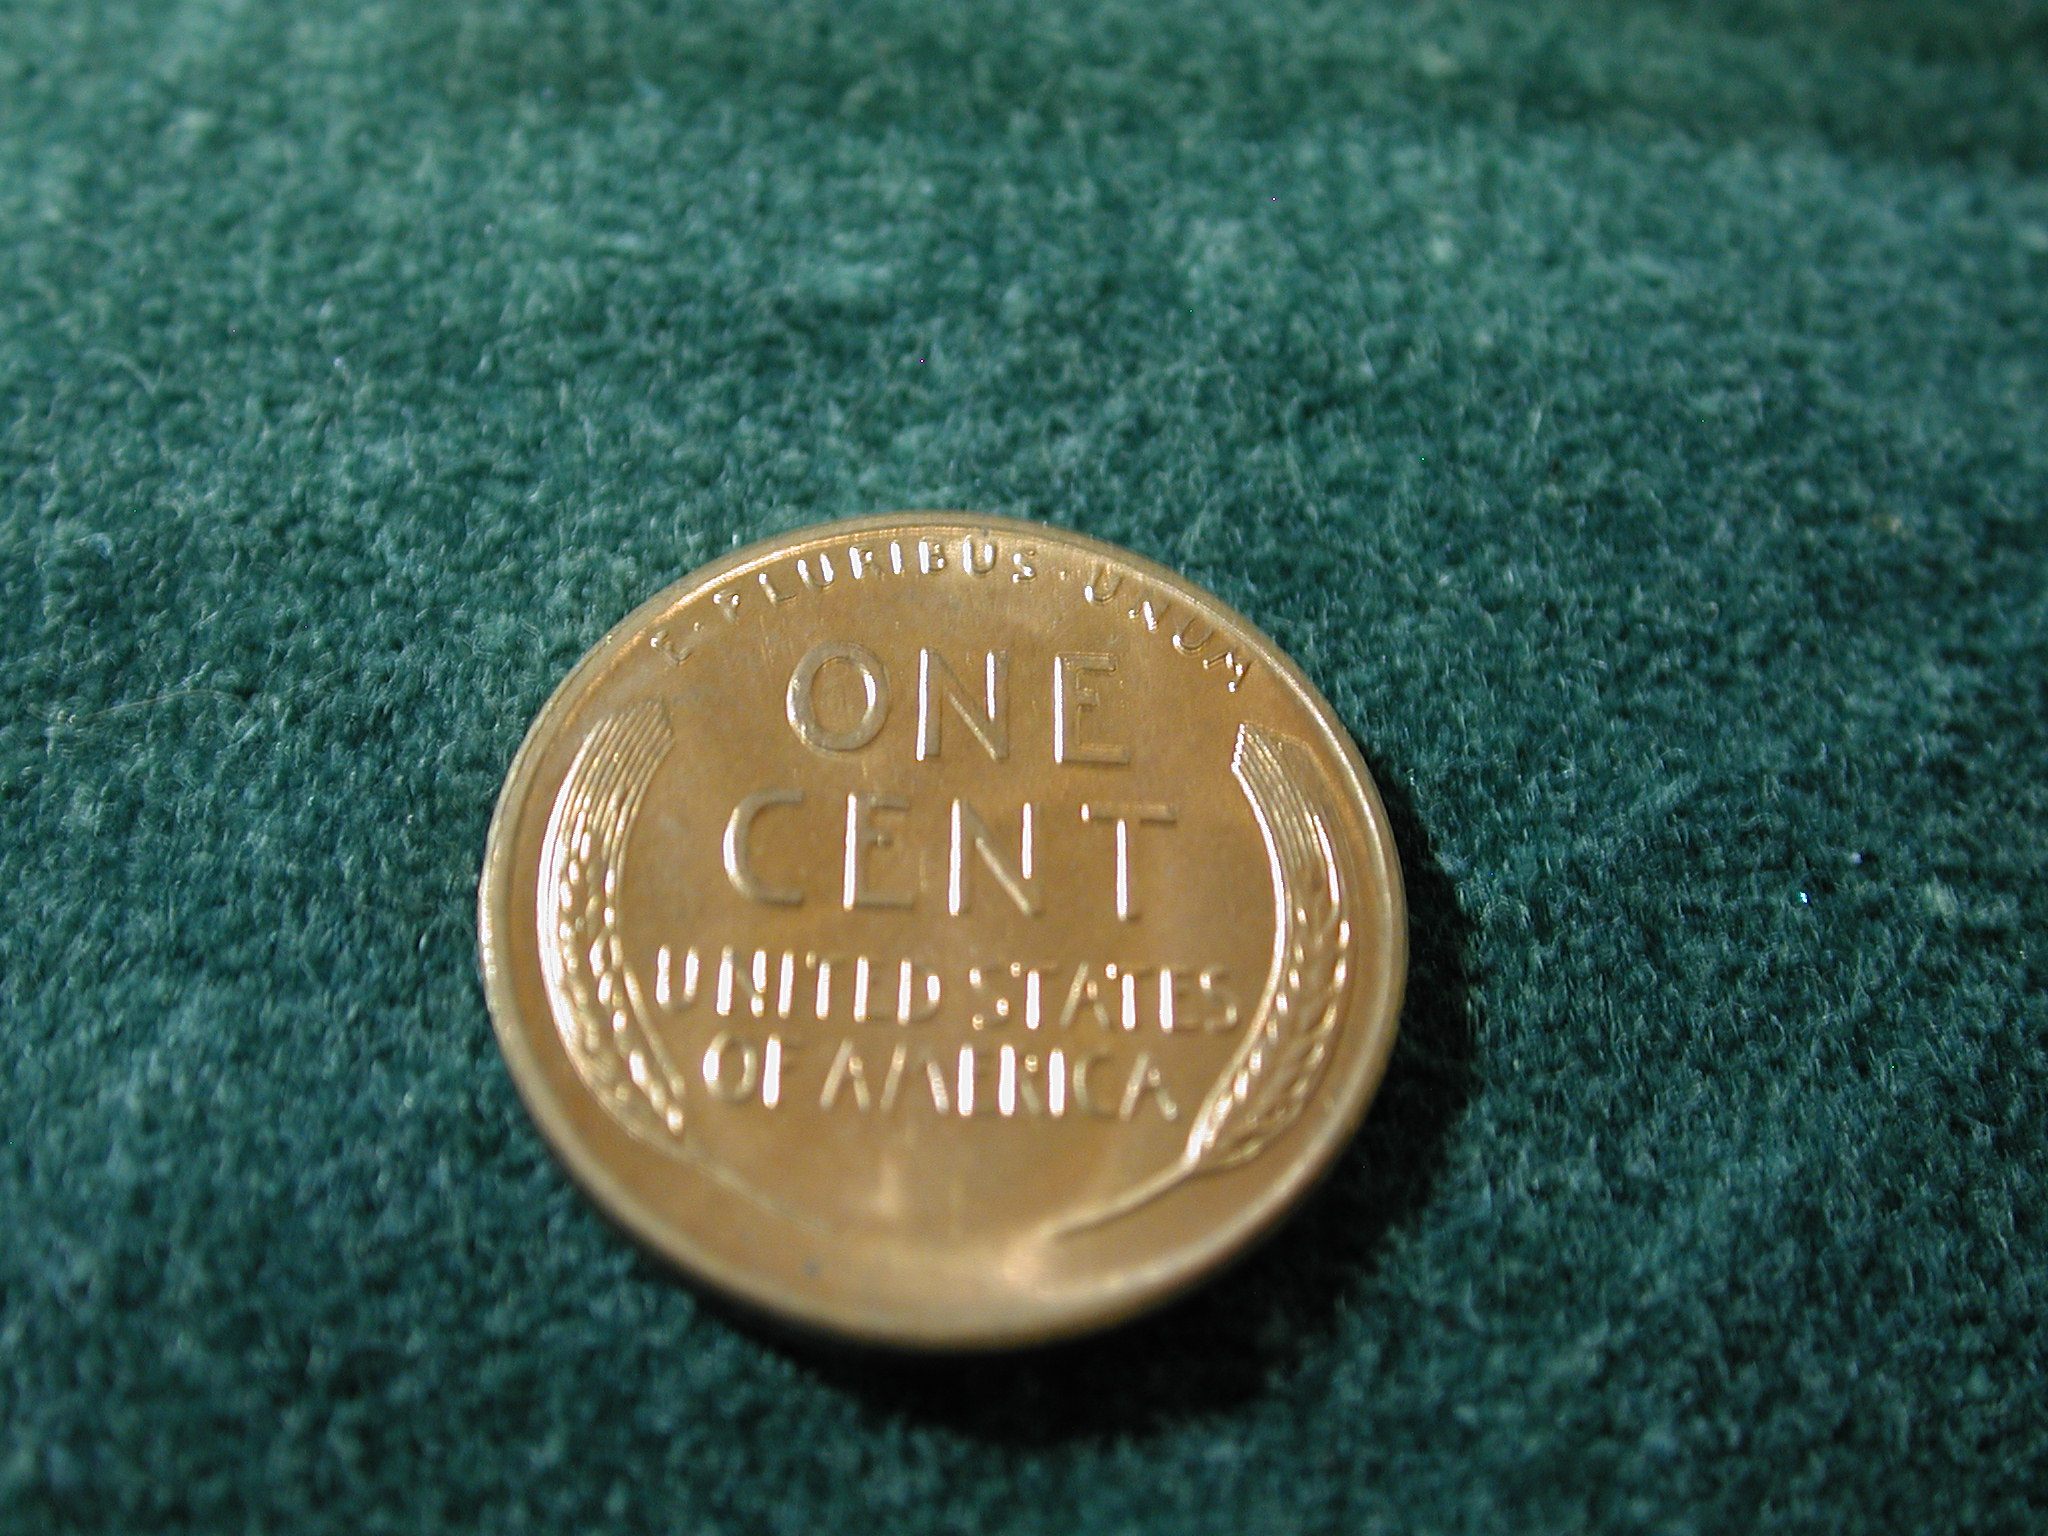 E·PLURIBUS·UNUM
ONE
CENT
UNITED STATES
OF AMERICA